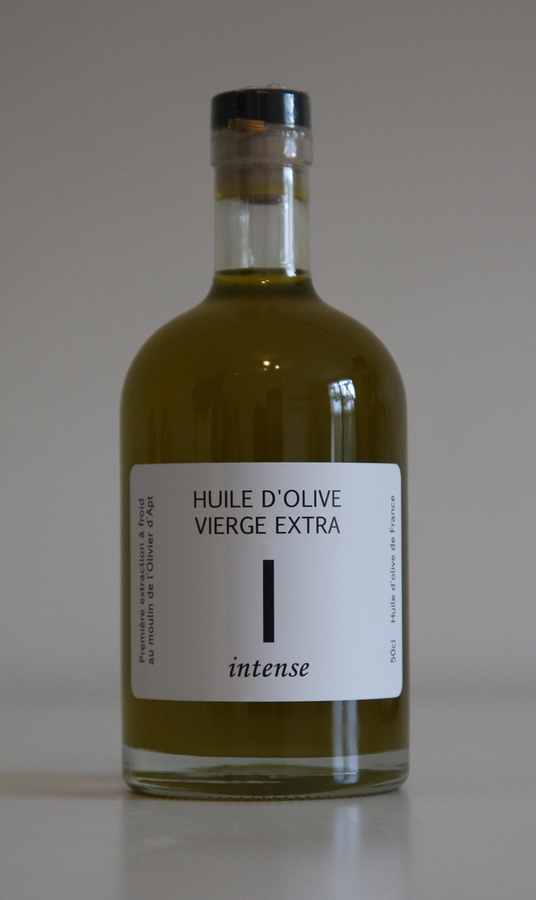 HUILE D'OLIVE
VIERGE EXTRA
I
intense
Première extraction à froid
au moulin de l'Olivier d'Apt
50cl Huile d'olive de France